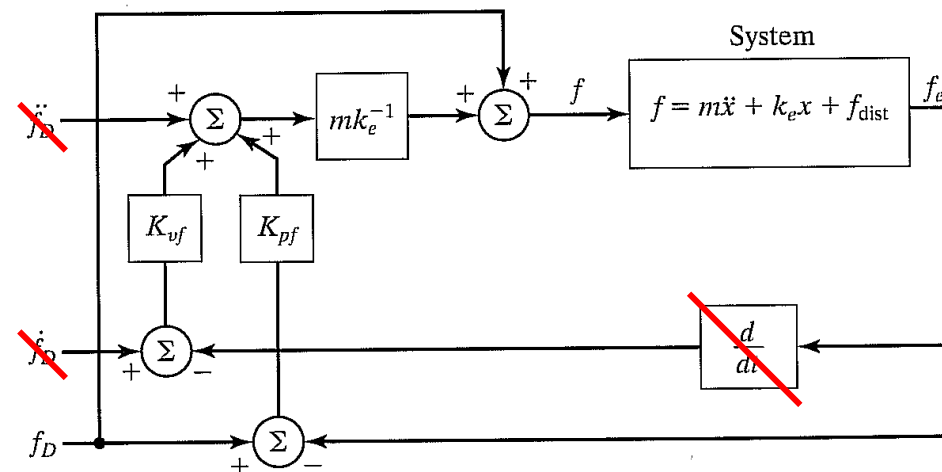 System
f̈_D
+
Σ
+
+
+
mk_e⁻¹
+
Σ
+
f
f = mẍ + k_e x + f_dist
f_e
K_vf
K_pf
ḟ_D
+
Σ
−
d
dt
f_D
+
Σ
−